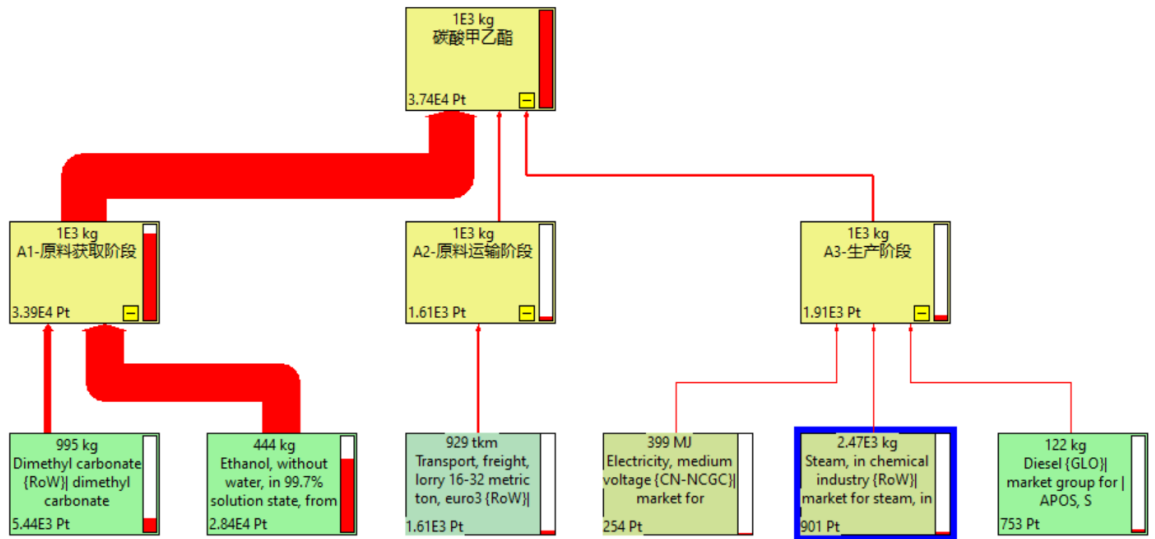 1E3 kg
碳酸甲乙酯
3.74E4 Pt
1E3 kg
A1-原料获取阶段
3.39E4 Pt
1E3 kg
A2-原料运输阶段
1.61E3 Pt
1E3 kg
A3-生产阶段
1.91E3 Pt
995 kg
Dimethyl carbonate
{RoW}| dimethyl
carbonate
5.44E3 Pt
444 kg
Ethanol, without
water, in 99.7%
solution state, from
2.84E4 Pt
929 tkm
Transport, freight,
lorry 16-32 metric
ton, euro3 {RoW}|
1.61E3 Pt
399 MJ
Electricity, medium
voltage {CN-NCGC}|
market for
254 Pt
2.47E3 kg
Steam, in chemical
industry {RoW}|
market for steam, in
901 Pt
122 kg
Diesel {GLO}|
market group for |
APOS, S
753 Pt